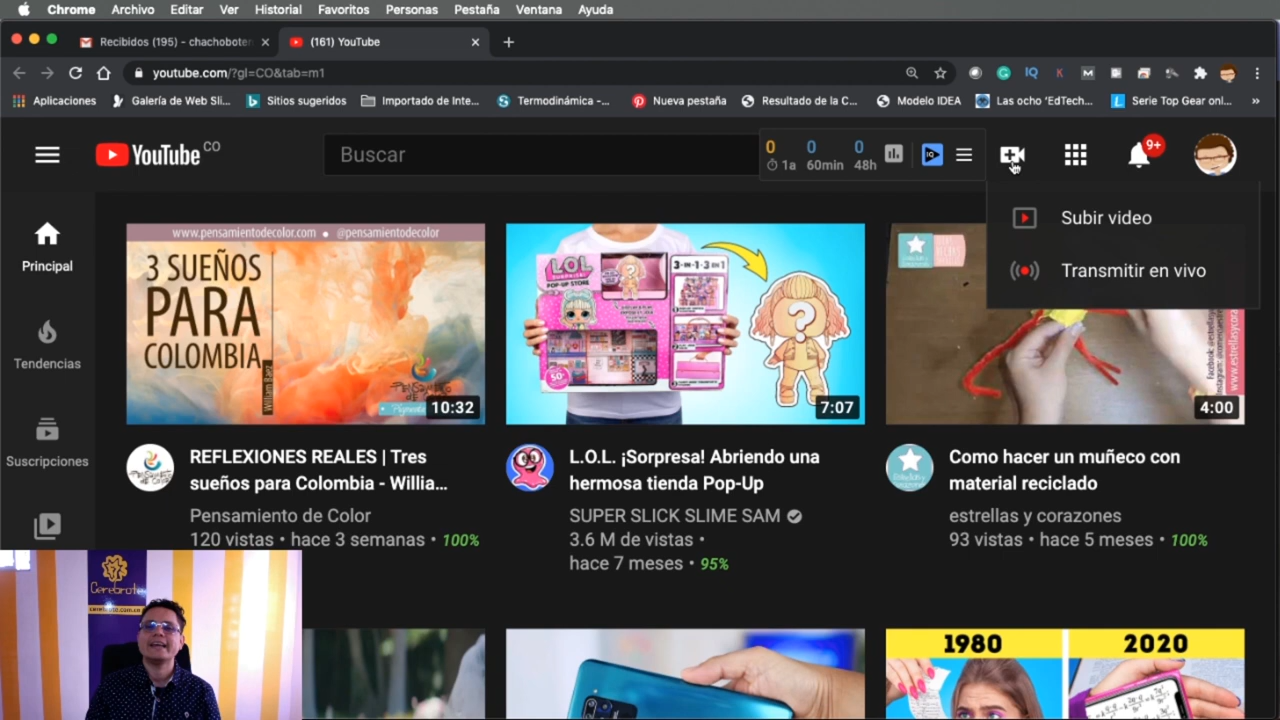 Chrome Archivo Editar Ver Historial Favoritos Personas Pestaña Ventana Ayuda
Recibidos (195) - chachoboter
(161) YouTube
youtube.com/?gl=CO&tab=m1
Aplicaciones
Galería de Web Sli...
Sitios sugeridos
Importado de Inte...
Termodinámica –...
Nueva pestaña
Resultado de la C...
Modelo IDEA
Las ocho 'EdTech...
Serie Top Gear onl...
YouTube CO
Buscar
0 0 0
1a 60min 48h
9+
Subir video
Transmitir en vivo
Principal
Tendencias
Suscripciones
www.pensamientodecolor.com • @pensamientodecolor
3 SUEÑOS
PARA
COLOMBIA
William Baez
10:32
REFLEXIONES REALES | Tres
sueños para Colombia - Willia...
Pensamiento de Color
120 vistas • hace 3 semanas • 100%
L.O.L.
SURPRISE!
POP-UP STORE
3-IN-1
50+
?
7:07
L.O.L. ¡Sorpresa! Abriendo una
hermosa tienda Pop-Up
SUPER SLICK SLIME SAM
3.6 M de vistas •
hace 7 meses • 95%
4:00
Como hacer un muñeco con
material reciclado
estrellas y corazones
93 vistas • hace 5 meses • 100%
Cerebrote
1980 2020